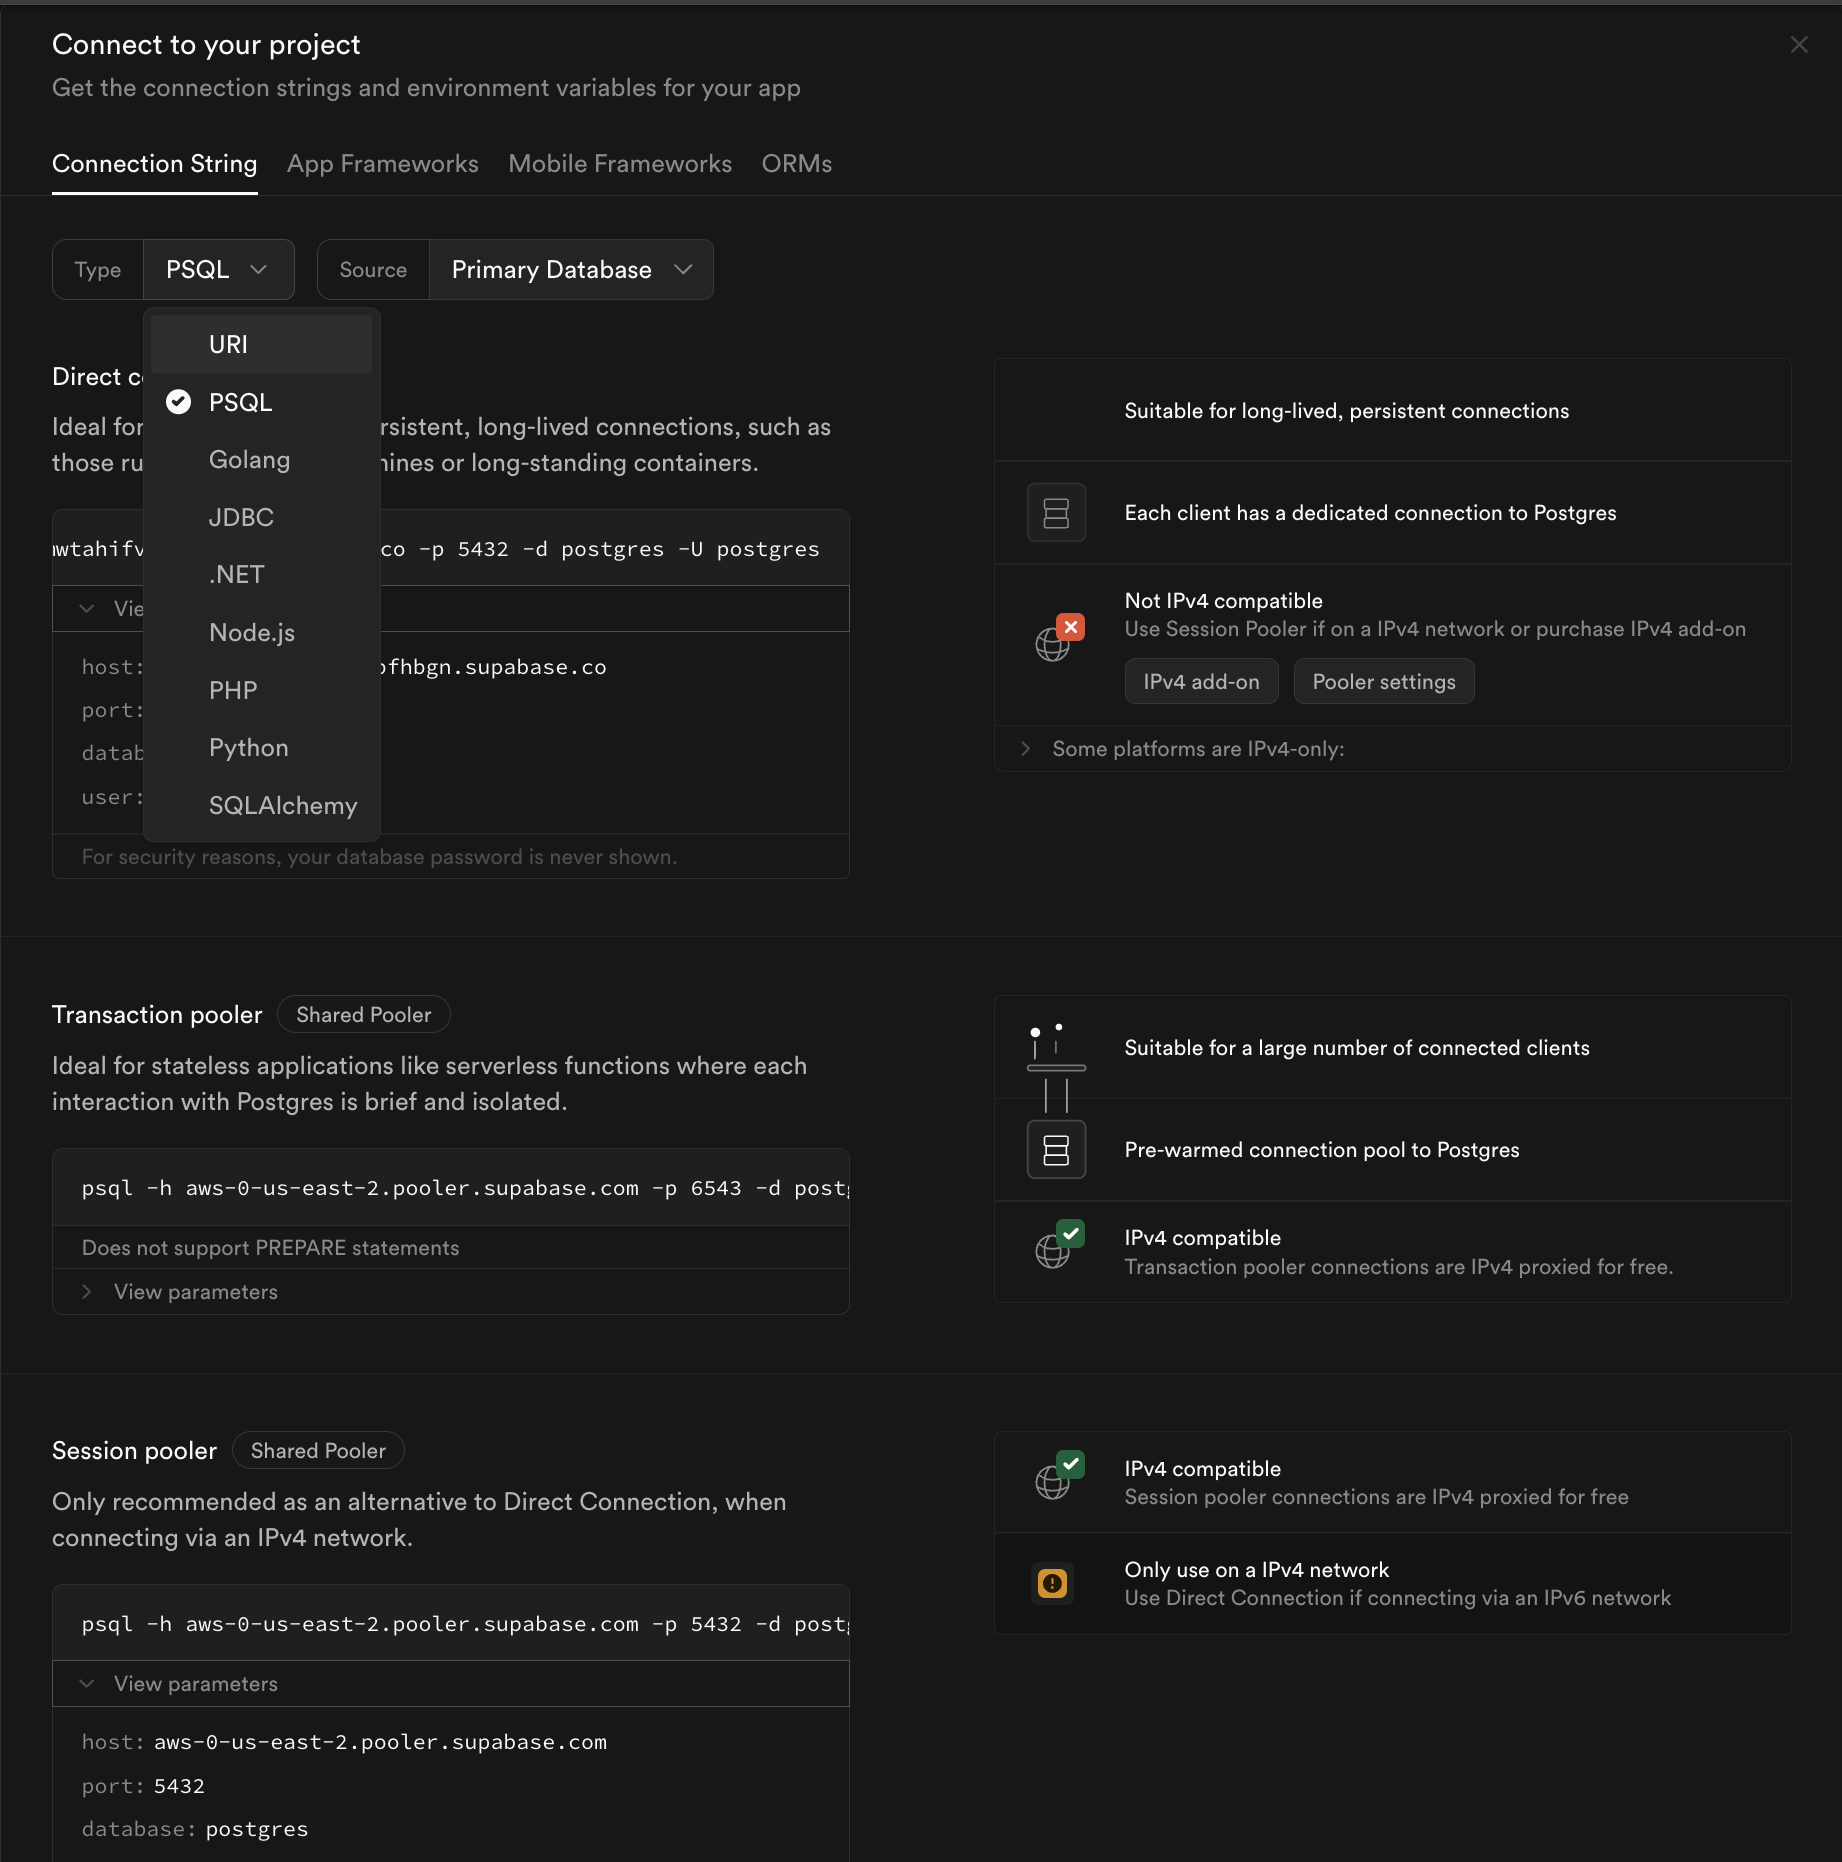 Connect to your project
Get the connection strings and environment variables for your app
Connection String App Frameworks Mobile Frameworks ORMs
Type PSQL Source Primary Database
URI
PSQL
Golang
JDBC
.NET
Node.js
PHP
Python
SQLAlchemy
Direct
Ideal for rsistent, long-lived connections, such as
those ru hines or long-standing containers.
wtahifv co -p 5432 -d postgres -U postgres
Vie
host: fhbgn.supabase.co
port:
datab
user:
For security reasons, your database password is never shown.
Suitable for long-lived, persistent connections
Each client has a dedicated connection to Postgres
Not IPv4 compatible
Use Session Pooler if on a IPv4 network or purchase IPv4 add-on
IPv4 add-on Pooler settings
Some platforms are IPv4-only:
Transaction pooler Shared Pooler
Ideal for stateless applications like serverless functions where each
interaction with Postgres is brief and isolated.
psql -h aws-0-us-east-2.pooler.supabase.com -p 6543 -d post
Does not support PREPARE statements
View parameters
Suitable for a large number of connected clients
Pre-warmed connection pool to Postgres
IPv4 compatible
Transaction pooler connections are IPv4 proxied for free.
Session pooler Shared Pooler
Only recommended as an alternative to Direct Connection, when
connecting via an IPv4 network.
psql -h aws-0-us-east-2.pooler.supabase.com -p 5432 -d post
View parameters
host: aws-0-us-east-2.pooler.supabase.com
port: 5432
database: postgres
IPv4 compatible
Session pooler connections are IPv4 proxied for free
Only use on a IPv4 network
Use Direct Connection if connecting via an IPv6 network